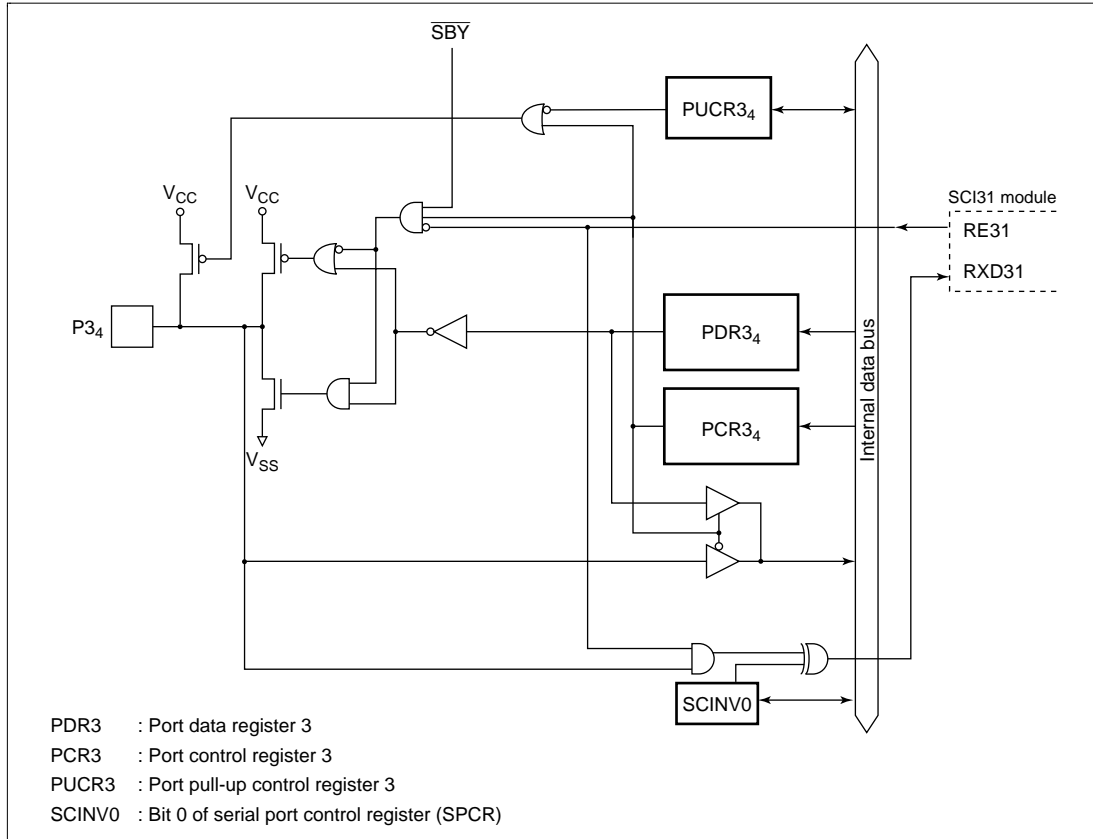 SBY
PUCR3₄
V_CC
V_CC
SCI31 module
RE31
RXD31
P3₄
PDR3₄
PCR3₄
V_SS
Internal data bus
SCINV0
PDR3 : Port data register 3
PCR3 : Port control register 3
PUCR3 : Port pull-up control register 3
SCINV0 : Bit 0 of serial port control register (SPCR)